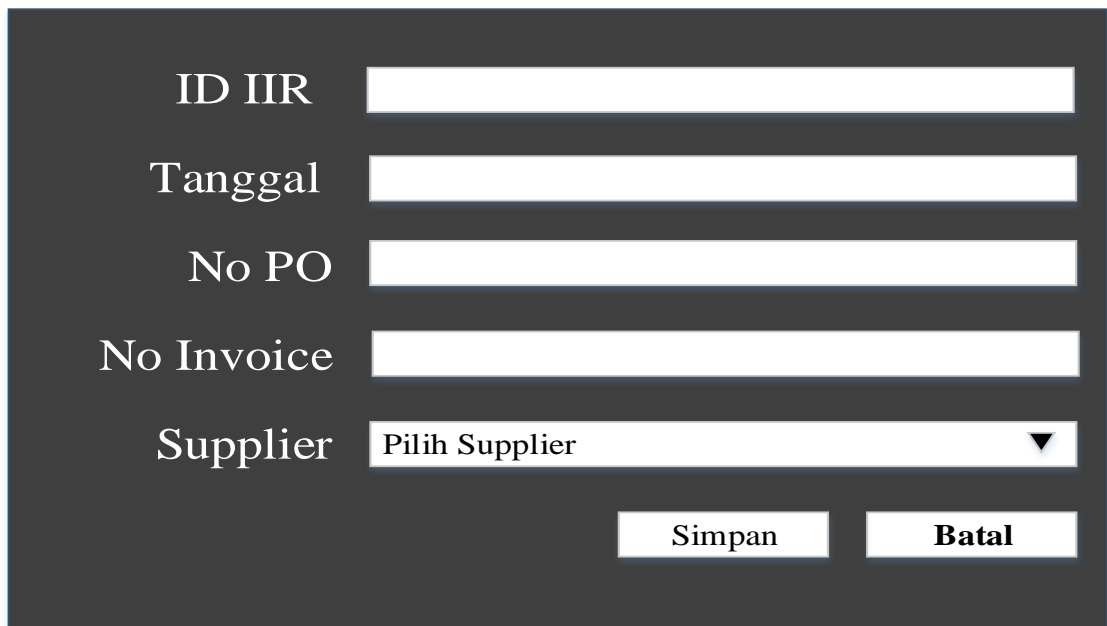 ID IIR
Tanggal
No PO
No Invoice
Supplier Pilih Supplier
Simpan Batal